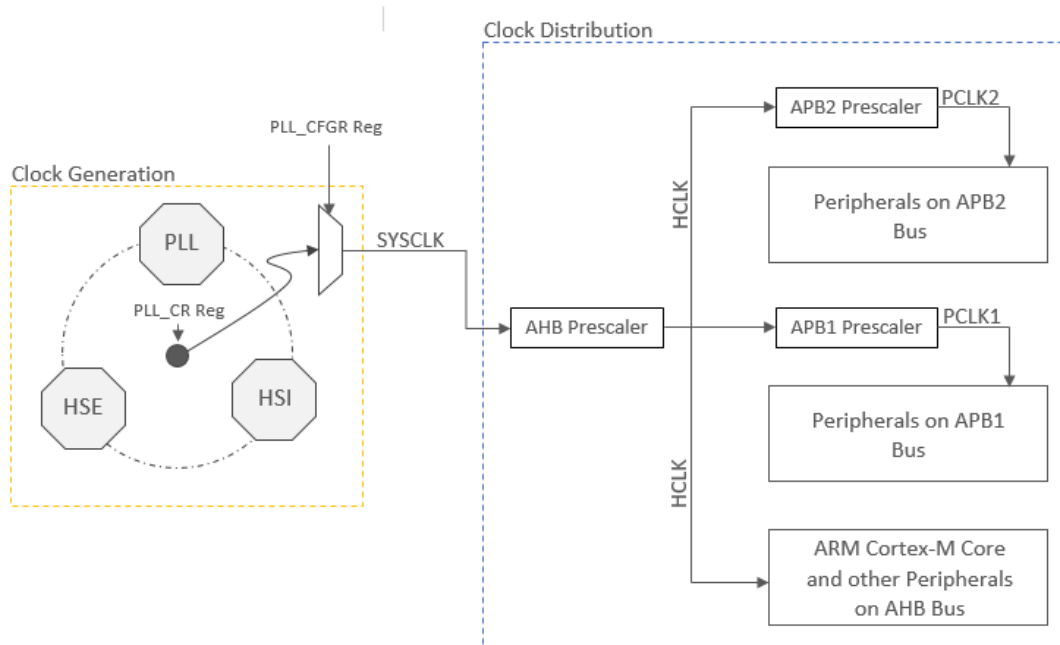 Clock Distribution
PLL_CFGR Reg
Clock Generation
PLL
PLL_CR Reg
HSE
HSI
SYSCLK
AHB Prescaler
HCLK
APB2 Prescaler
PCLK2
Peripherals on APB2
Bus
APB1 Prescaler
PCLK1
Peripherals on APB1
Bus
HCLK
ARM Cortex-M Core
and other Peripherals
on AHB Bus